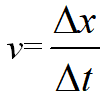 v = Δx / Δt